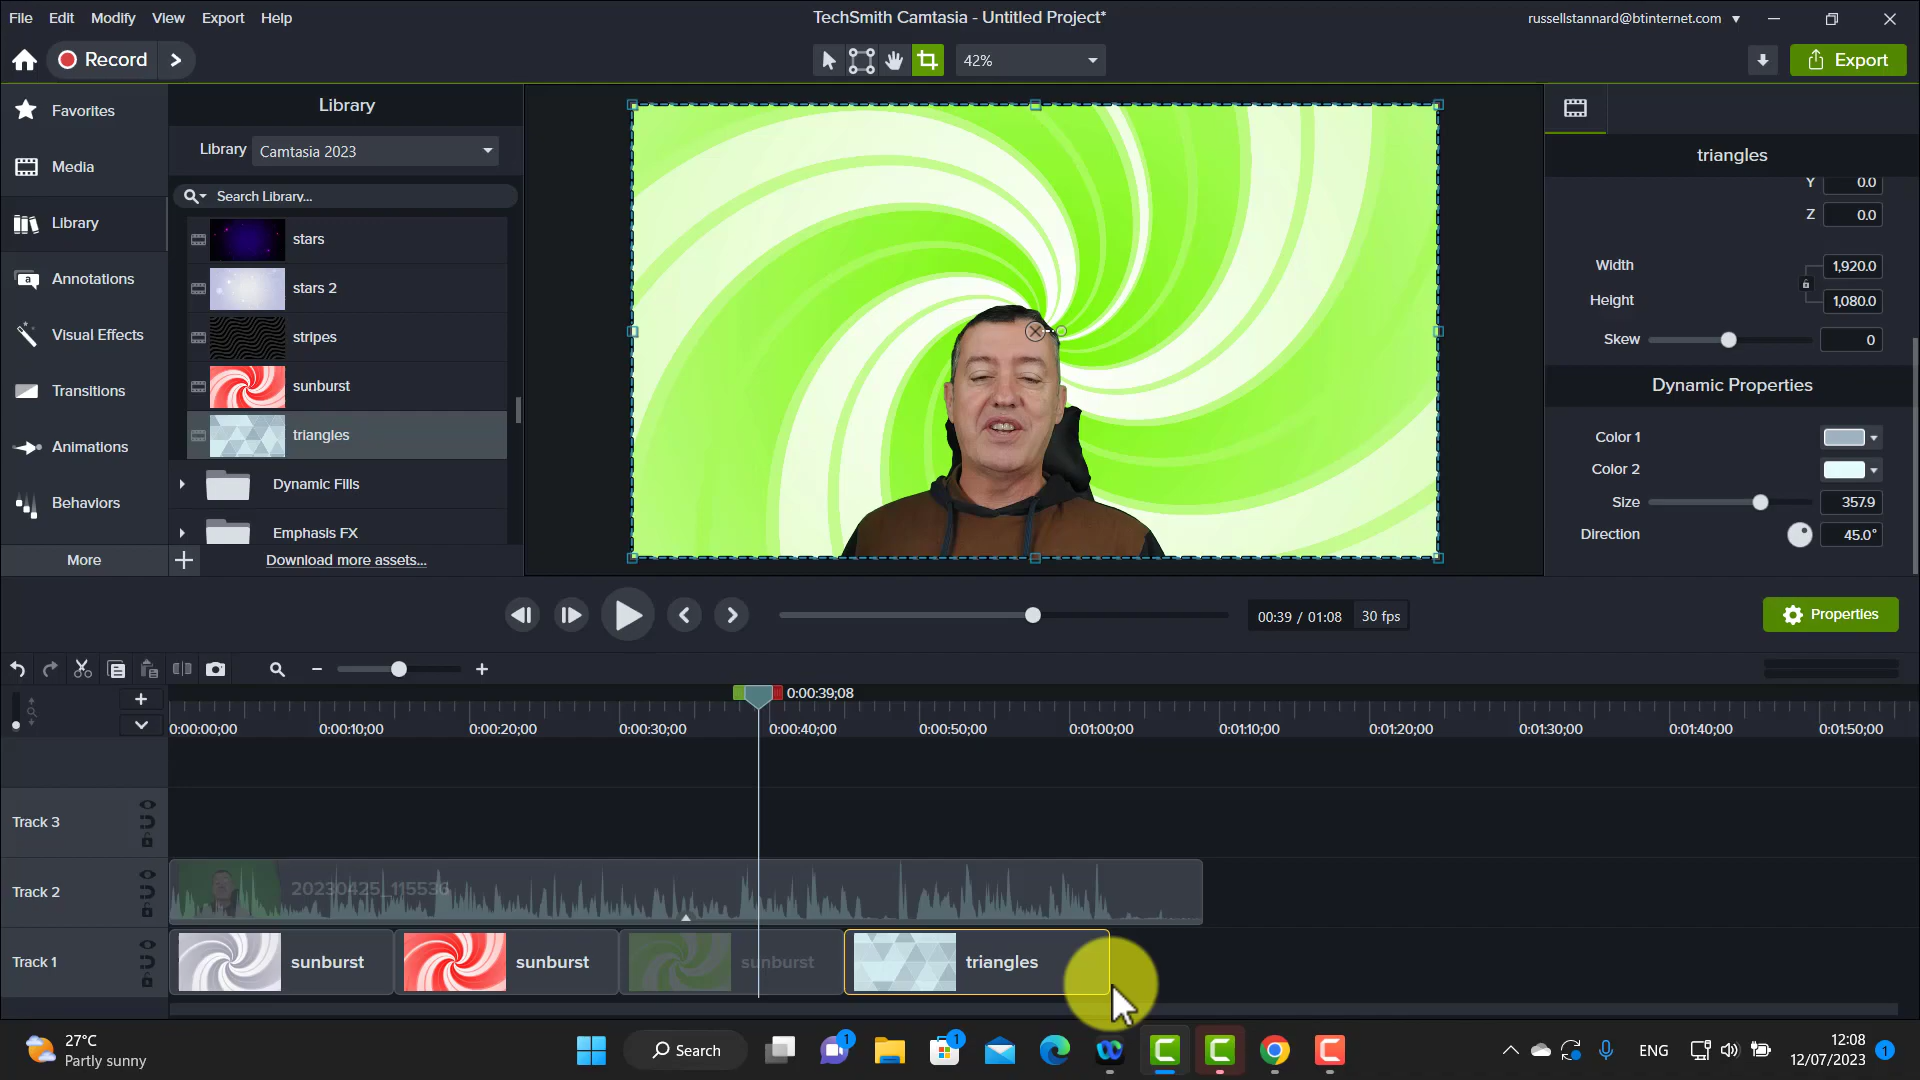 File Edit Modify View Export Help
TechSmith Camtasia - Untitled Project*
russellstannard@btinternet.com
Record
42%
Export
Favorites
Media
Library
Annotations
Visual Effects
Transitions
Animations
Behaviors
More
Library
Library Camtasia 2023
Search Library...
stars
stars 2
stripes
sunburst
triangles
Dynamic Fills
Emphasis FX
Download more assets...
triangles
Y 0.0
Z 0.0
Width 1,920.0
Height 1,080.0
Skew 0
Dynamic Properties
Color 1
Color 2
Size 357.9
Direction 45.0°
00:39 / 01:08 30 fps
Properties
0:00:39;08
0:00:00;00 0:00:10;00 0:00:20;00 0:00:30;00 0:00:40;00 0:00:50;00 0:01:00;00 0:01:10;00 0:01:20;00 0:01:30;00 0:01:40;00 0:01:50;00
Track 3
Track 2 20230425_115536
Track 1 sunburst sunburst sunburst triangles
27°C
Partly sunny
Search
1
1
ENG
12:08
12/07/2023
1